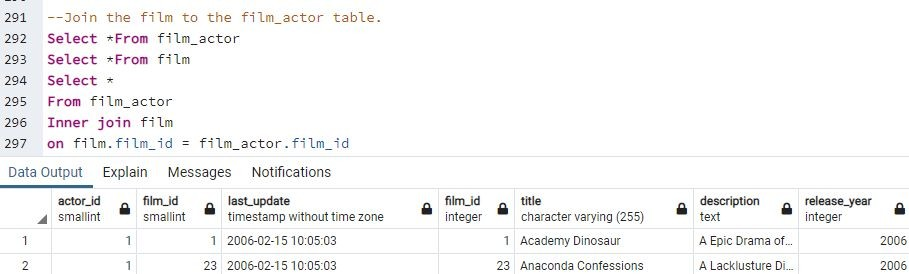 291 --Join the film to the film_actor table.
292 Select *From film_actor
293 Select *From film
294 Select *
295 From film_actor
296 Inner join film
297 on film.film_id = film_actor.film_id
Data Output Explain Messages Notifications
actor_id film_id last_update film_id title description release_year
smallint smallint timestamp without time zone integer character varying (255) text integer
1 1 1 2006-02-15 10:05:03 1 Academy Dinosaur A Epic Drama of... 2006
2 1 23 2006-02-15 10:05:03 23 Anaconda Confessions A Lacklusture Di... 2006